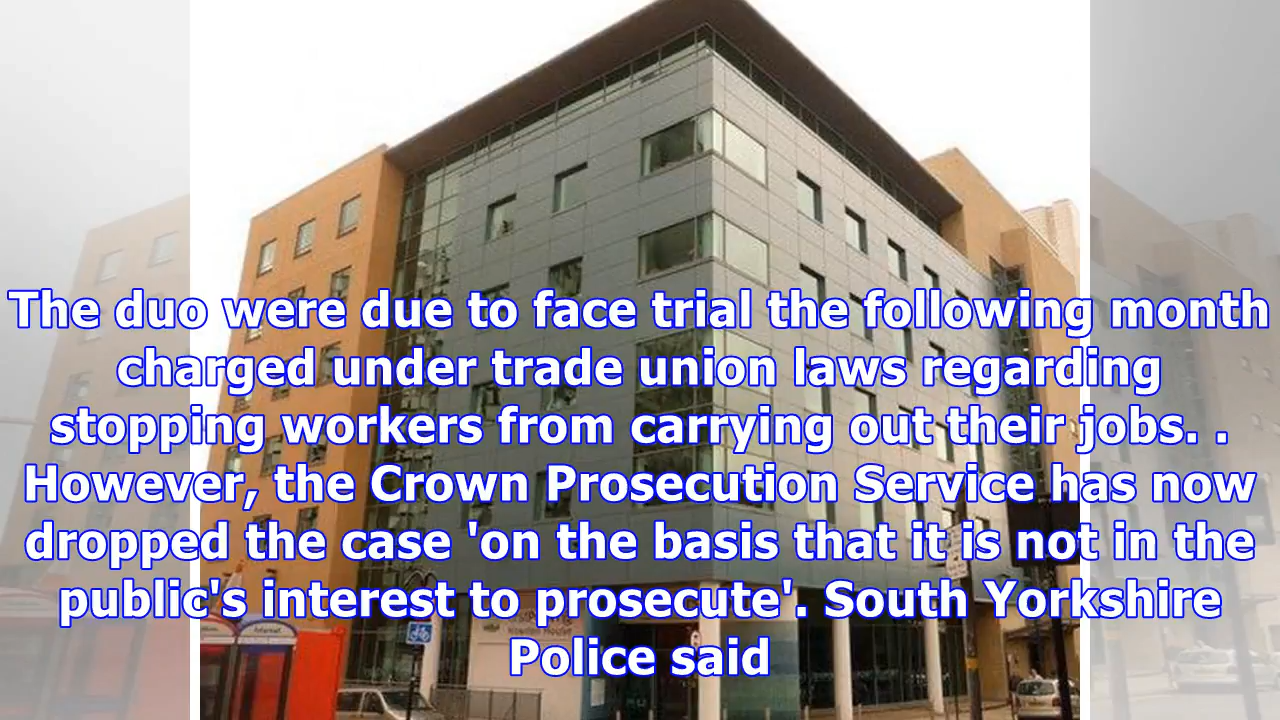 The duo were due to face trial the following month
charged under trade union laws regarding
stopping workers from carrying out their jobs. .
However, the Crown Prosecution Service has now
dropped the case 'on the basis that it is not in the
public's interest to prosecute'. South Yorkshire
Police said